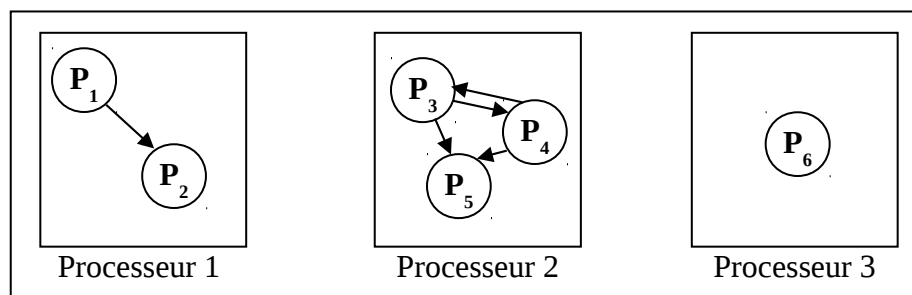 P1
P3
P4
P2
P5
P6
Processeur 1
Processeur 2
Processeur 3